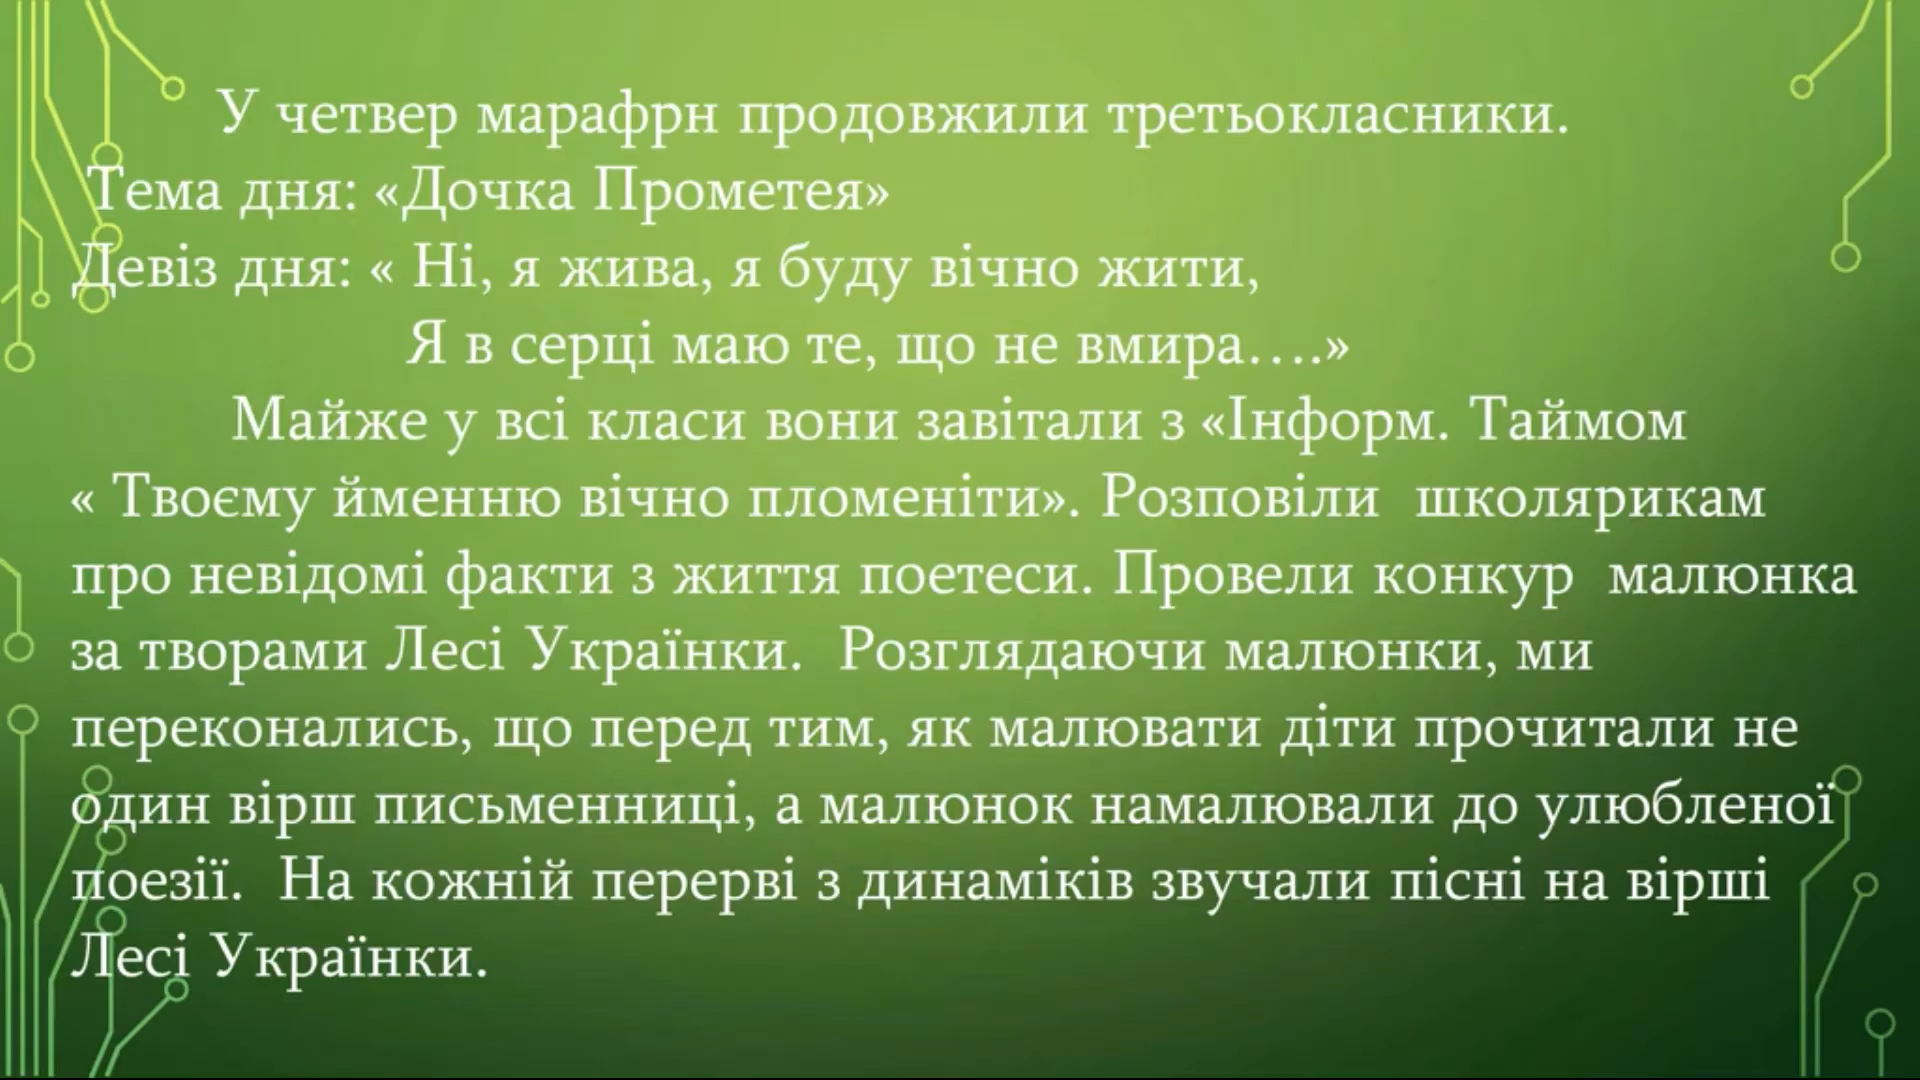 У четвер марафрн продовжили третьокласники.
Тема дня: «Дочка Прометея»
Девіз дня: « Ні, я жива, я буду вічно жити,
Я в серці маю те, що не вмира….»
Майже у всі класи вони завітали з «Інформ. Таймом
« Твоєму йменню вічно пломеніти». Розповіли школярикам
про невідомі факти з життя поетеси. Провели конкур малюнка
за творами Лесі Українки. Розглядаючи малюнки, ми
переконались, що перед тим, як малювати діти прочитали не
один вірш письменниці, а малюнок намалювали до улюбленої
поезії. На кожній перерві з динаміків звучали пісні на вірші
Лесі Українки.